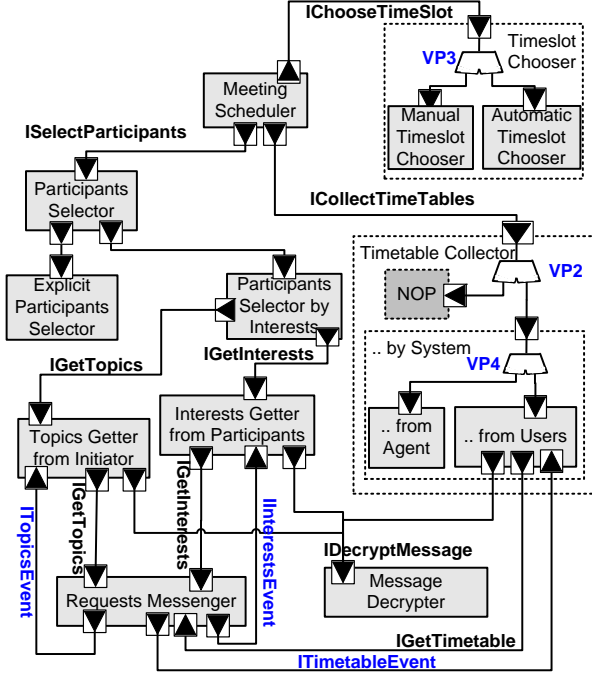 IChooseTimeSlot
VP3
Timeslot
Chooser
Meeting
Scheduler
Manual
Timeslot
Chooser
Automatic
Timeslot
Chooser
ISelectParticipants
Participants
Selector
ICollectTimeTables
Timetable Collector
VP2
NOP
Explicit
Participants
Selector
Participants
Selector by
Interests
IGetTopics
IGetInterests
.. by System
VP4
Topics Getter
from Initiator
Interests Getter
from Participants
.. from
Agent
.. from Users
ITopicsEvent
IGetTopics
IGetInterests
IInterestsEvent
IDecryptMessage
Message
Decrypter
Requests Messenger
IGetTimetable
ITimetableEvent